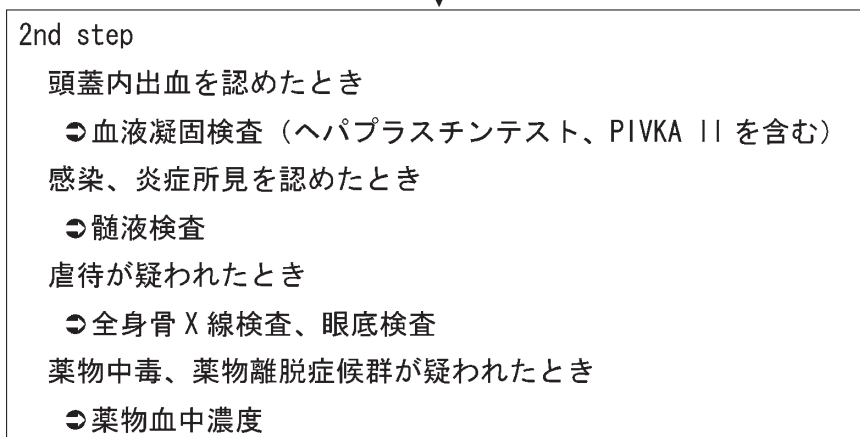 2nd step
頭蓋内出血を認めたとき
➲血液凝固検査（ヘパプラスチンテスト、PIVKA II を含む）
感染、炎症所見を認めたとき
➲髄液検査
虐待が疑われたとき
➲全身骨 X 線検査、眼底検査
薬物中毒、薬物離脱症候群が疑われたとき
➲薬物血中濃度